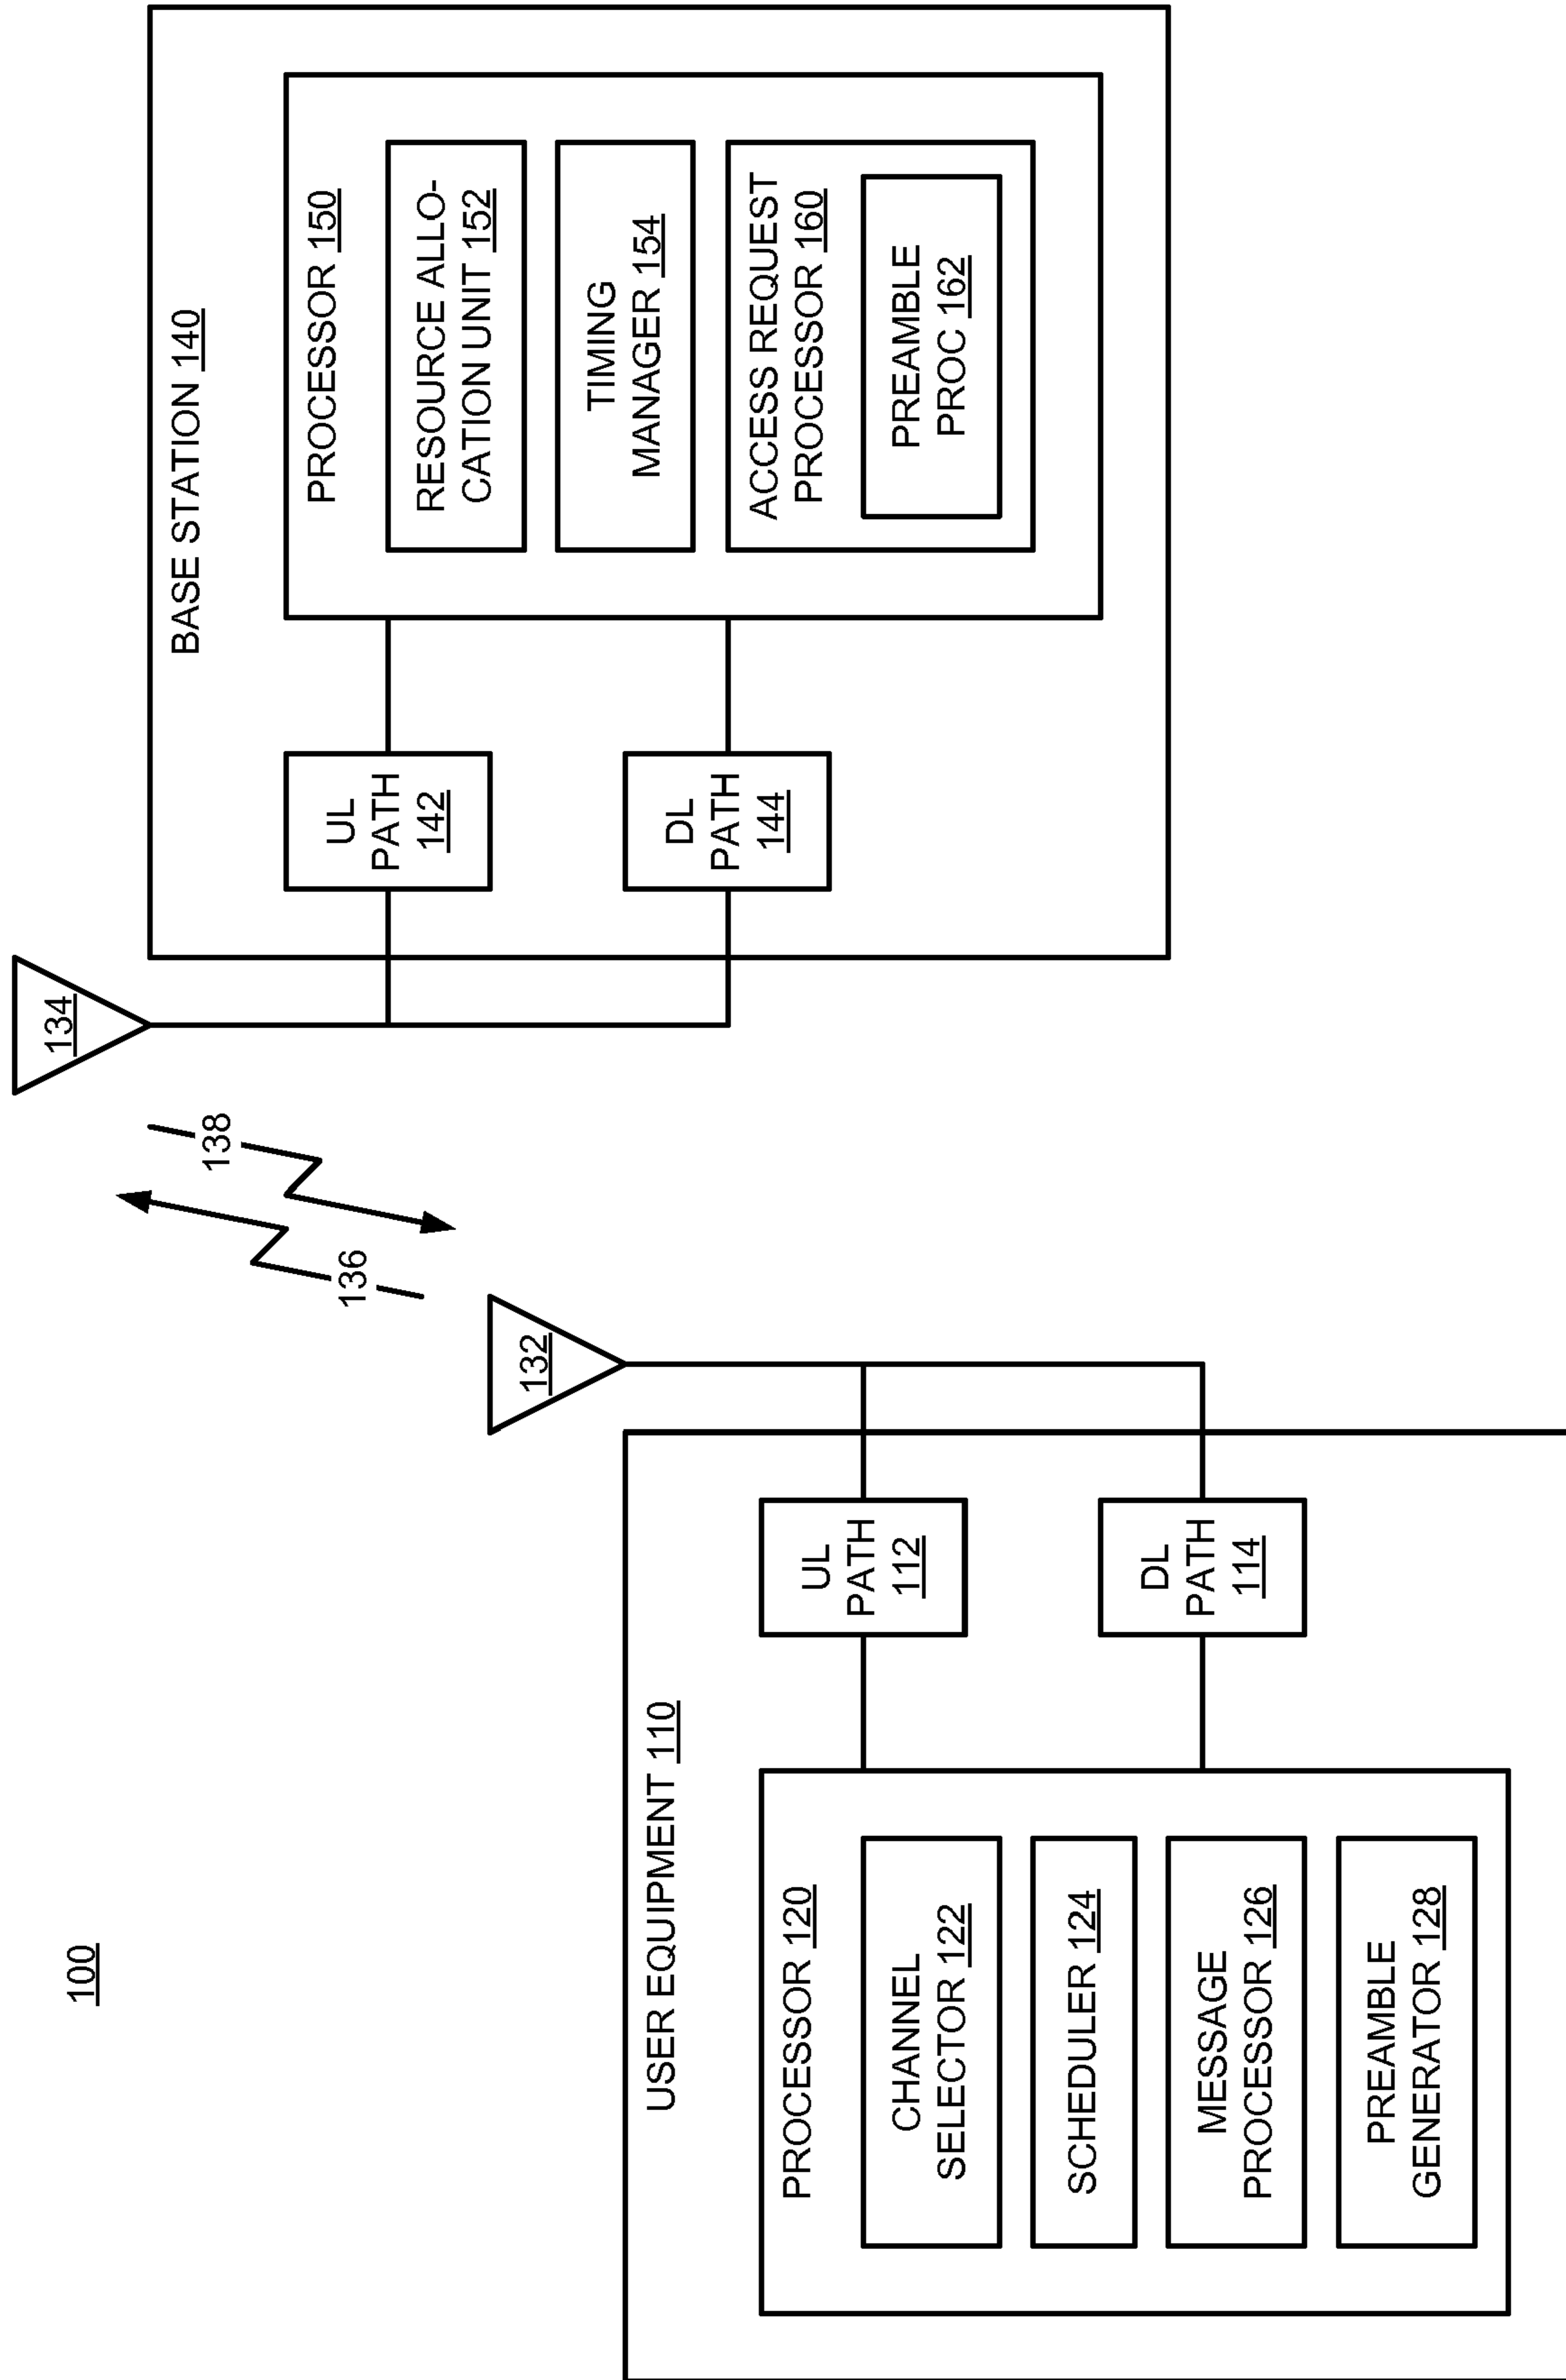 100
USER EQUIPMENT 110
PROCESSOR 120
CHANNEL
SELECTOR 122
SCHEDULER 124
MESSAGE
PROCESSOR 126
PREAMBLE
GENERATOR 128
UL
PATH
112
DL
PATH
114
132
136
138
134
BASE STATION 140
UL
PATH
142
DL
PATH
144
PROCESSOR 150
RESOURCE ALLO-
CATION UNIT 152
TIMING
MANAGER 154
ACCESS REQUEST
PROCESSOR 160
PREAMBLE
PROC 162